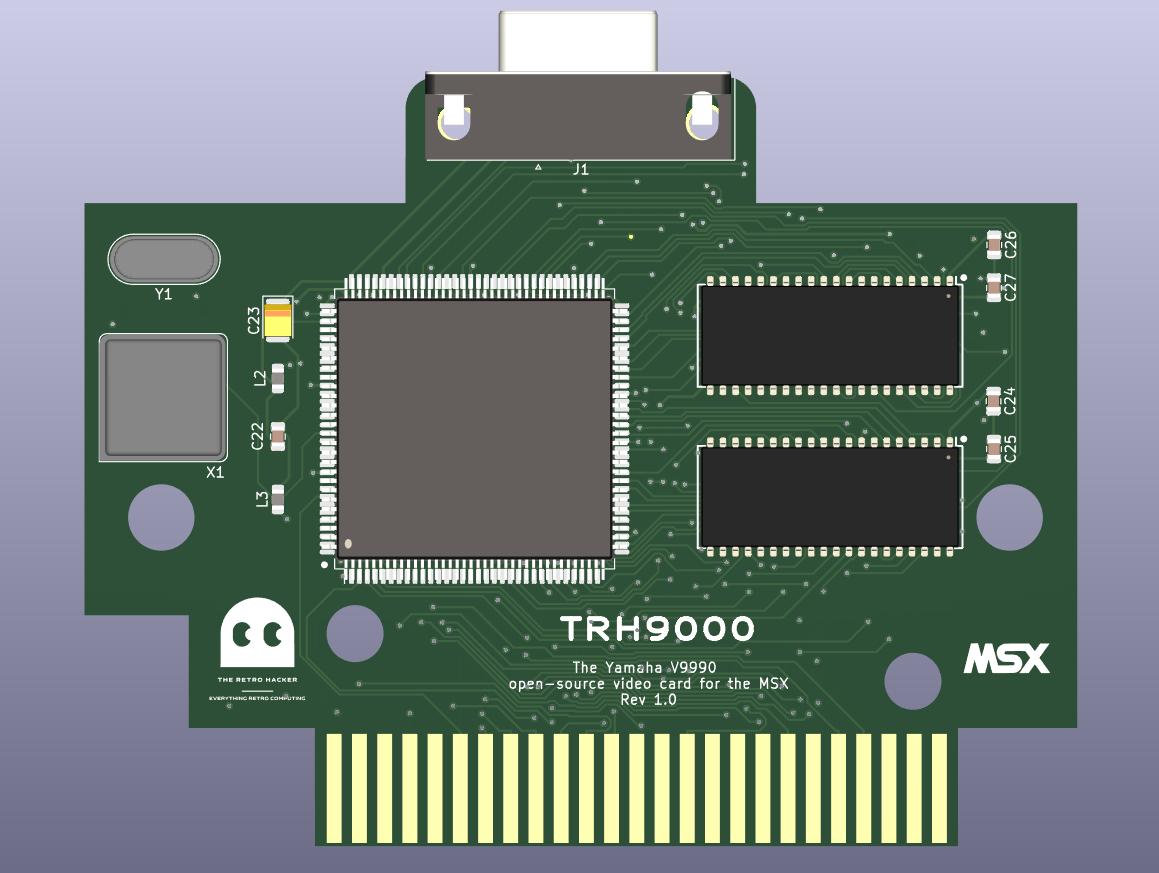 J1
C26
C27
Y1
C23
L2
C24
C22
C25
X1
L3
TRH9000
The Yamaha V9990
open-source video card for the MSX
Rev 1.0
MSX
THE RETRO HACKER
EVERYTHING RETRO COMPUTING